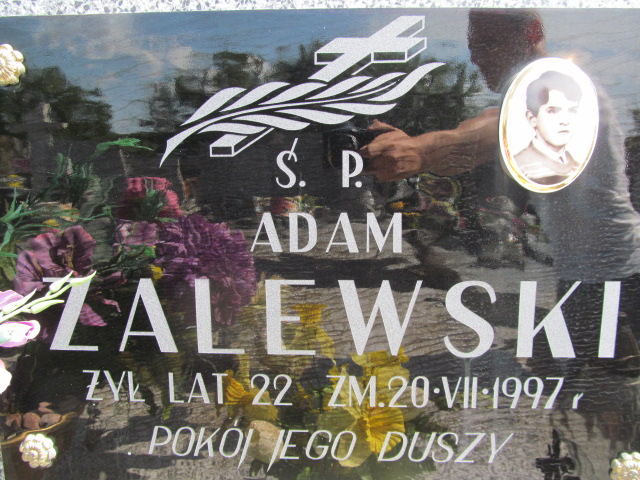 Ś. P.
ADAM
ZALEWSKI
ŻYŁ LAT 22 ZM. 20·VII·1997 r
POKÓJ JEGO DUSZY